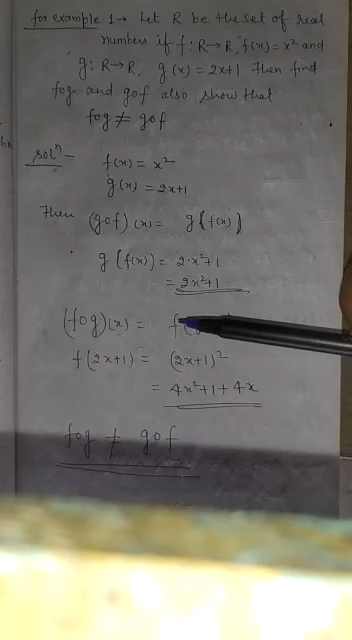 for example 1→ Let R be the set of real
numbers if f: R→R, f(x) = x² and
g: R→R, g(x) = 2x+1 then find
fog and gof also show that
fog ≠ gof
solⁿ– f(x) = x²
g(x) = 2x+1
Then (gof)(x) = g(f(x))
g(f(x)) = 2·x²+1
= 2x²+1
(fog)(x) = f(
f(2x+1) = (2x+1)²
= 4x²+1+4x
fog ≠ gof